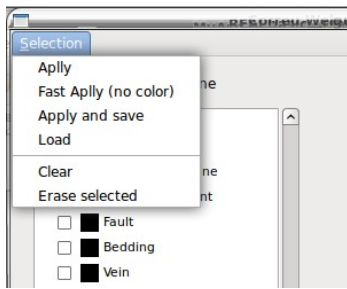 Selection
Aplly
Fast Aplly (no color)
ne
Apply and save
Load
Clear
ne
Erase selected
nt
Fault
Bedding
Vein